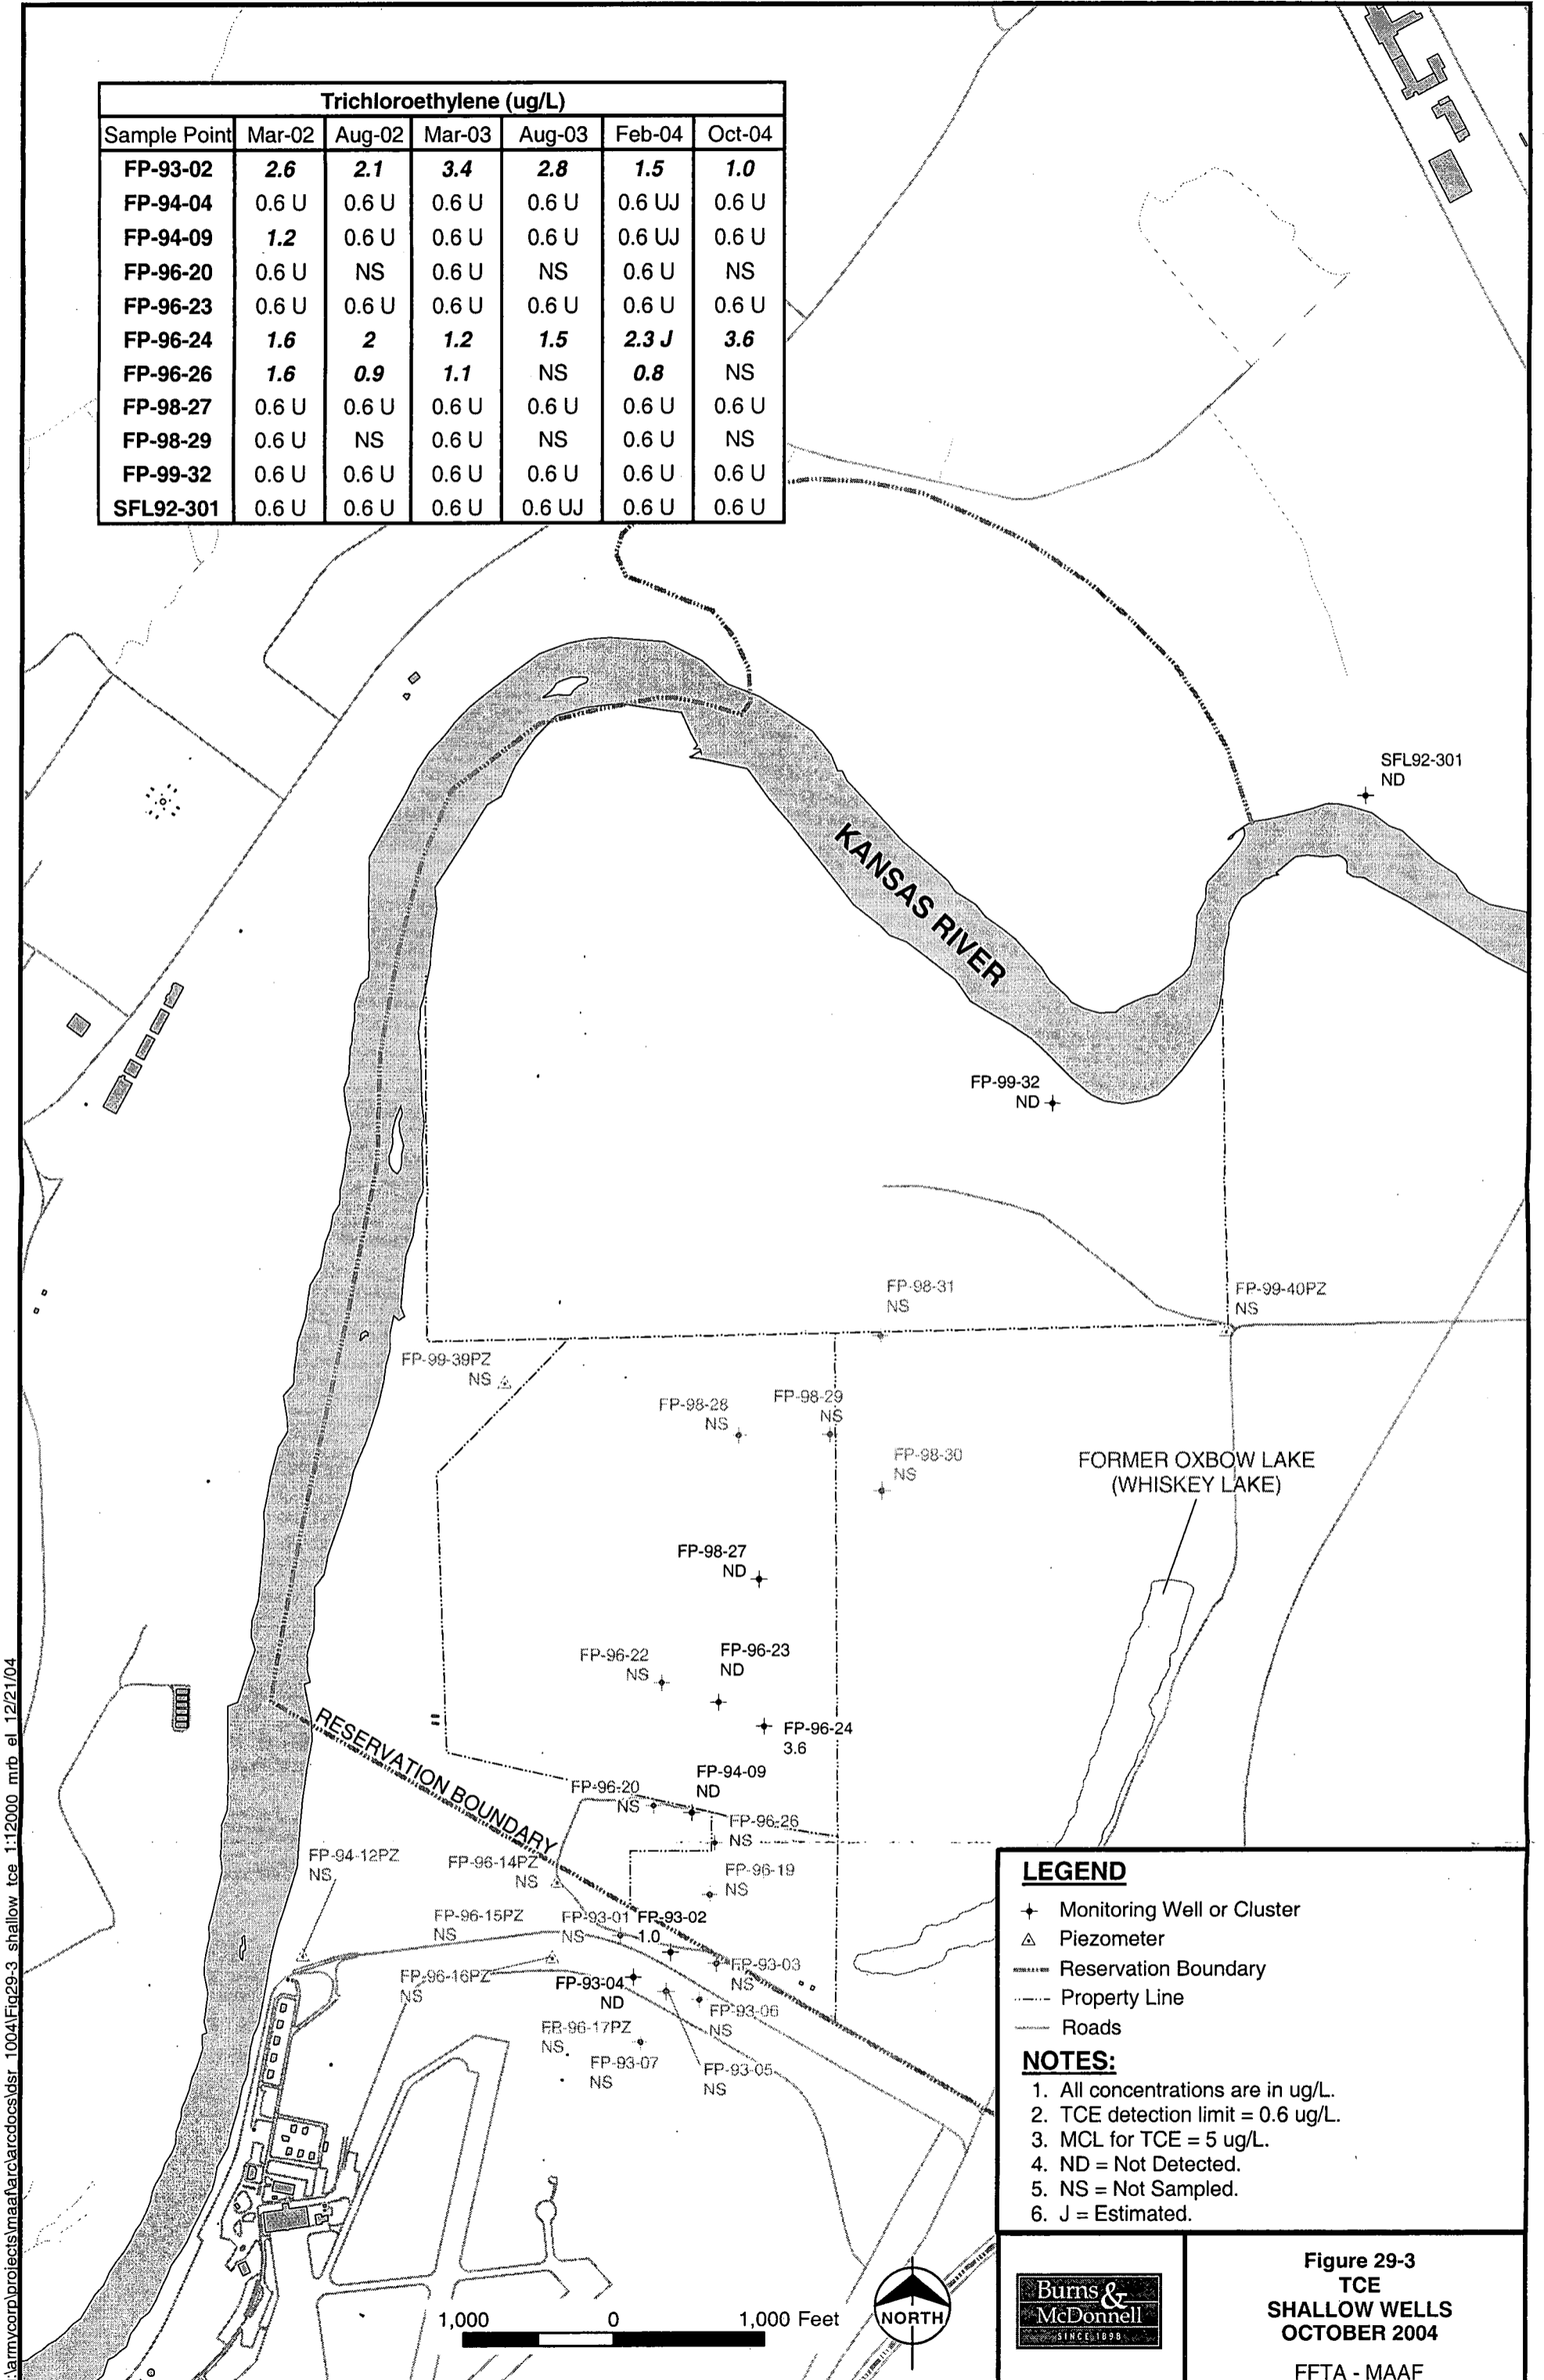 Trichloroethylene (ug/L)
Sample Point Mar-02 Aug-02 Mar-03 Aug-03 Feb-04 Oct-04
FP-93-02 2.6 2.1 3.4 2.8 1.5 1.0
FP-94-04 0.6 U 0.6 U 0.6 U 0.6 U 0.6 UJ 0.6 U
FP-94-09 1.2 0.6 U 0.6 U 0.6 U 0.6 UJ 0.6 U
FP-96-20 0.6 U NS 0.6 U NS 0.6 U NS
FP-96-23 0.6 U 0.6 U 0.6 U 0.6 U 0.6 U 0.6 U
FP-96-24 1.6 2 1.2 1.5 2.3 J 3.6
FP-96-26 1.6 0.9 1.1 NS 0.8 NS
FP-98-27 0.6 U 0.6 U 0.6 U 0.6 U 0.6 U 0.6 U
FP-98-29 0.6 U NS 0.6 U NS 0.6 U NS
FP-99-32 0.6 U 0.6 U 0.6 U 0.6 U 0.6 U 0.6 U
SFL92-301 0.6 U 0.6 U 0.6 U 0.6 UJ 0.6 U 0.6 U
SFL92-301
ND
KANSAS RIVER
FP-99-32
ND
FP-98-31
NS
FP-99-40PZ
NS
FP-99-39PZ
NS
FP-98-28
NS
FP-98-29
NS
FP-98-30
NS
FORMER OXBOW LAKE
(WHISKEY LAKE)
FP-98-27
ND
FP-96-22
NS
FP-96-23
ND
FP-96-24
3.6
RESERVATION BOUNDARY
FP-94-09
ND
FP-96-20
NS
FP-96-26
NS
FP-94-12PZ
NS
FP-96-14PZ
NS
FP-96-19
NS
FP-96-15PZ
NS
FP-93-01
NS
FP-93-02
1.0
FP-93-03
NS
FP-96-16PZ
NS
FP-93-04
ND
FP-93-06
NS
FP-96-17PZ
NS
FP-93-07
NS
FP-93-05
NS
LEGEND
Monitoring Well or Cluster
Piezometer
Reservation Boundary
Property Line
Roads
NOTES:
1. All concentrations are in ug/L.
2. TCE detection limit = 0.6 ug/L.
3. MCL for TCE = 5 ug/L.
4. ND = Not Detected.
5. NS = Not Sampled.
6. J = Estimated.
1,000 0 1,000 Feet
NORTH
Burns &
McDonnell
SINCE 1898
Figure 29-3
TCE
SHALLOW WELLS
OCTOBER 2004
FFTA - MAAF
:\armycorp\projects\maaf\arc\arcdocs\dsr_1004\Fig29-3_shallow_tce 1:12000 mrb el 12/21/04